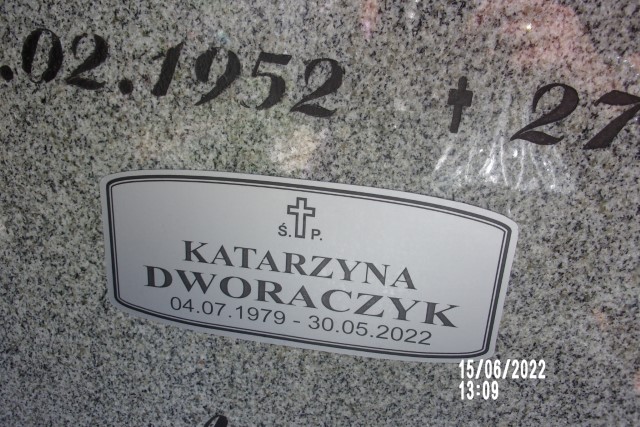 .02.1952 27
Ś. P.
KATARZYNA
DWORACZYK
04.07.1979 - 30.05.2022
15/06/2022
13:09